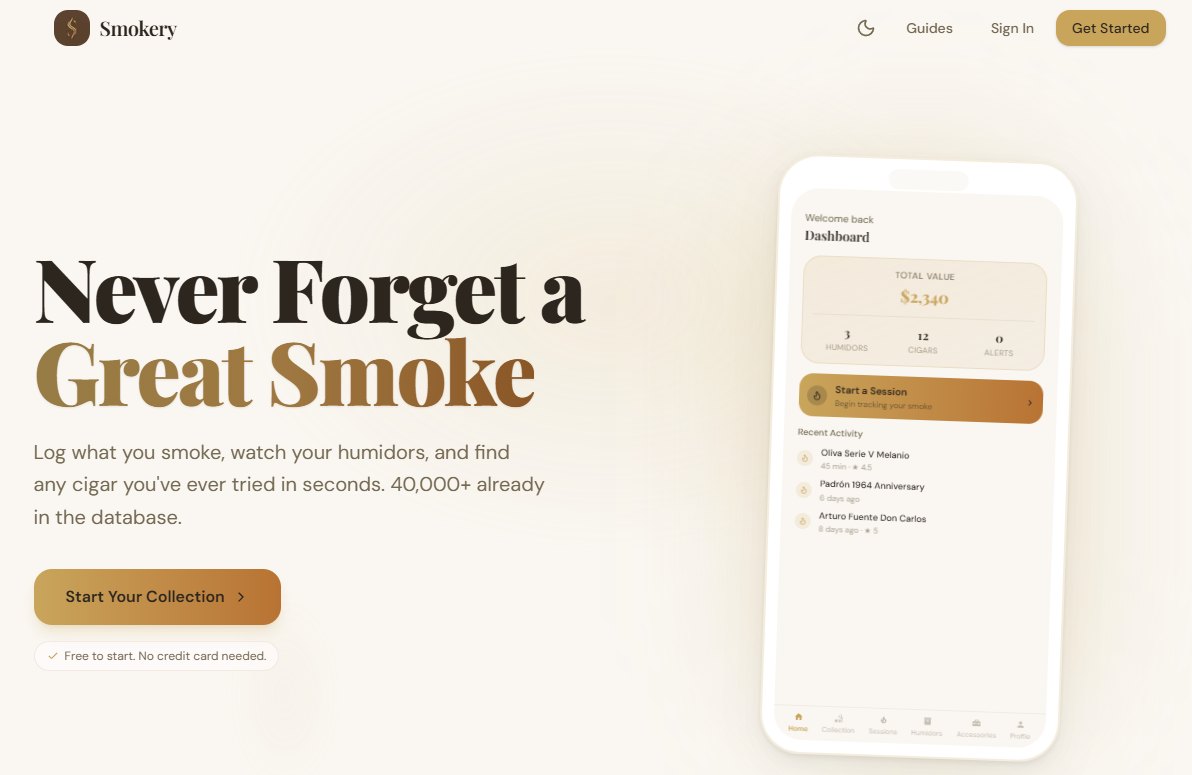 Smokery
Guides
Sign In
Get Started
Never Forget a
Great Smoke
Log what you smoke, watch your humidors, and find
any cigar you've ever tried in seconds. 40,000+ already
in the database.
Start Your Collection
Free to start. No credit card needed.
Welcome back
Dashboard
TOTAL VALUE
$2,340
3 12 0
HUMIDORS CIGARS ALERTS
Start a Session
Begin tracking your smoke
Recent Activity
Oliva Serie V Melanio
45 min · ★ 4.5
Padrón 1964 Anniversary
6 days ago
Arturo Fuente Don Carlos
8 days ago · ★ 5
Home Collection Sessions Humidors Accessories Profile